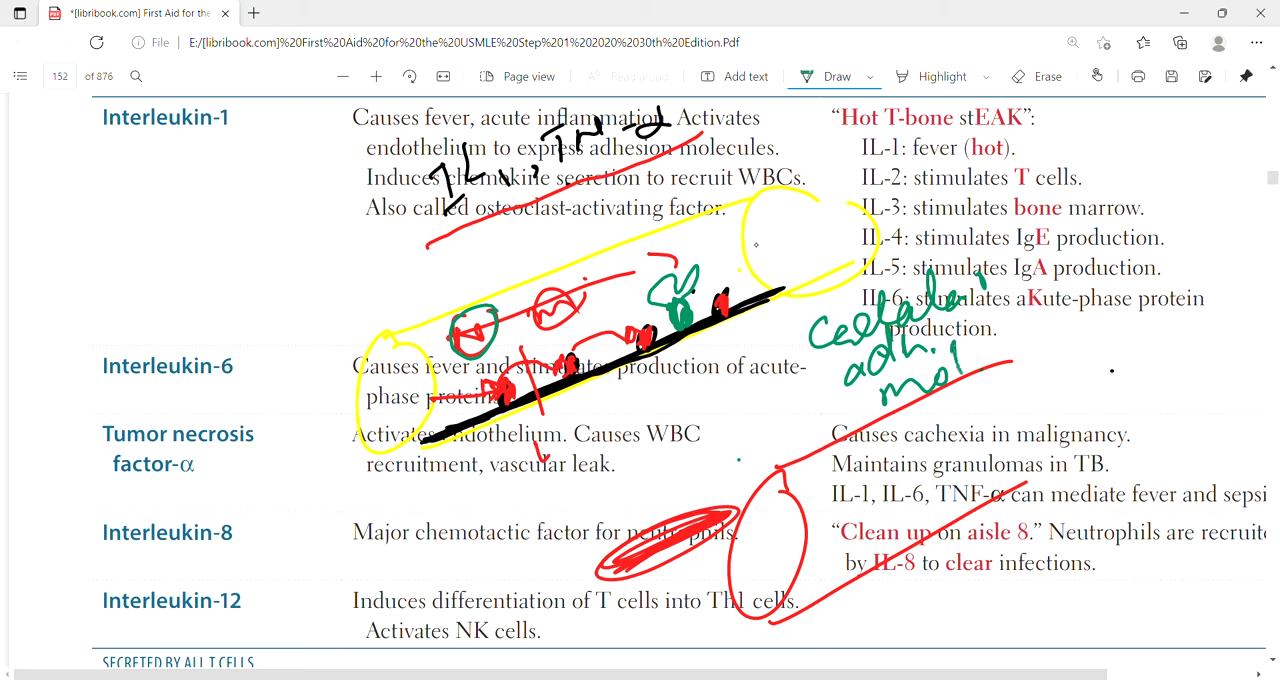 *[libribook.com] First Aid for the
File E:/[libribook.com]%20First%20Aid%20for%20the%20USMLE%20Step%201%202020%2030th%20Edition.Pdf
152 of 876 Page view Read aloud Add text Draw Highlight Erase
Interleukin-1
Causes fever, acute inflammation. Activates
endothelium to express adhesion molecules.
Induces chemokine secretion to recruit WBCs.
Also called osteoclast-activating factor.
“Hot T-bone stEAK”:
IL-1: fever (hot).
IL-2: stimulates T cells.
IL-3: stimulates bone marrow.
IL-4: stimulates IgE production.
IL-5: stimulates IgA production.
IL-6: stimulates aKute-phase protein
production.
IL1, TNF-α
adh.
mol
Interleukin-6
Causes fever and stimulates production of acute-
phase proteins
Tumor necrosis
factor-α
Activates endothelium. Causes WBC
recruitment, vascular leak.
Causes cachexia in malignancy.
Maintains granulomas in TB.
IL-1, IL-6, TNF-α can mediate fever and sepsi
Interleukin-8
Major chemotactic factor for neutrophils.
“Clean up on aisle 8.” Neutrophils are recruite
by IL-8 to clear infections.
Interleukin-12
Induces differentiation of T cells into Th1 cells.
Activates NK cells.
SECRETED BY ALL T CELLS